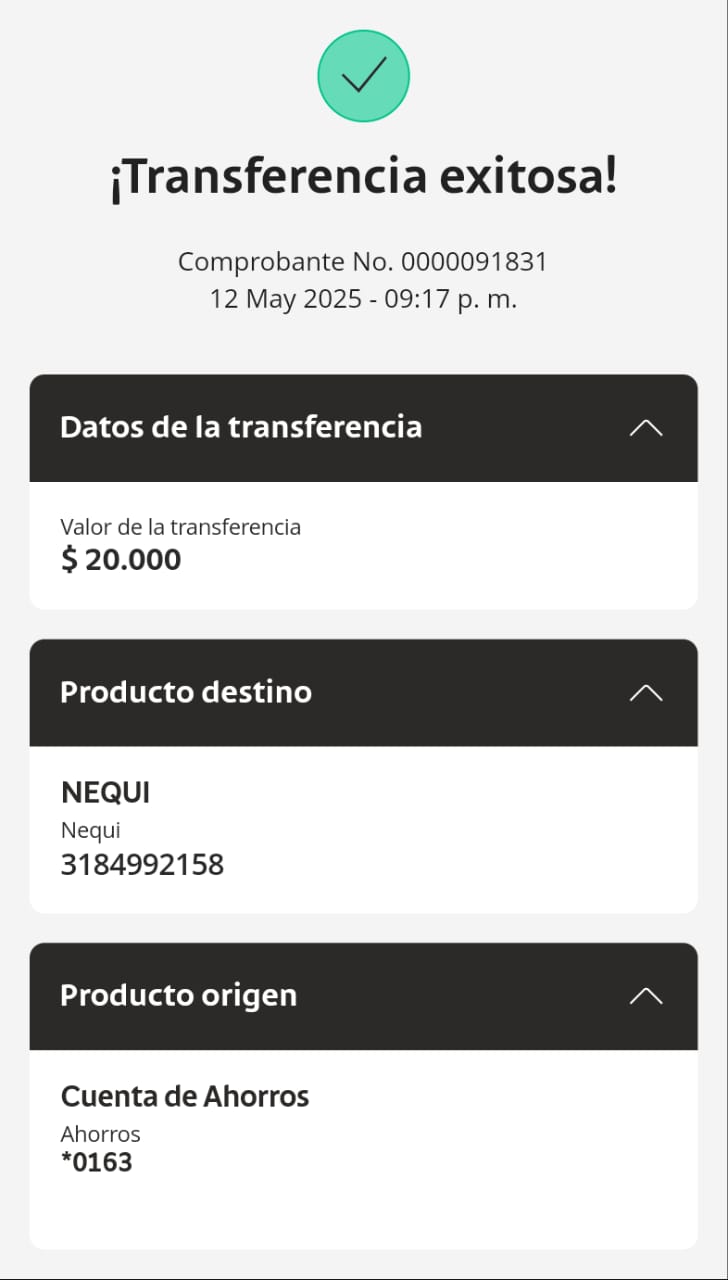 ¡Transferencia exitosa!
Comprobante No. 0000091831
12 May 2025 - 09:17 p. m.
Datos de la transferencia
Valor de la transferencia
$ 20.000
Producto destino
NEQUI
Nequi
3184992158
Producto origen
Cuenta de Ahorros
Ahorros
*0163